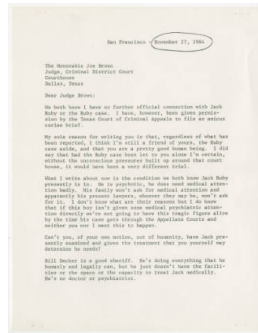 San Francisco - November 27, 1964
The Honorable Joe Brown
Judge, Criminal District Court
Courthouse
Dallas, Texas
Dear Judge Brown:
We both have I have no further official connection with Jack
Ruby or the Ruby case. I have, however, been given permis-
sion by the Texas Court of Criminal Appeals to file an amicus
curiae brief.
My sole reason for writing you is that, regardless of what has
been reported, I think I'm still a friend of yours, the Ruby
case aside, and that you are a pretty good human being. I did
say that had the Ruby case been let to you alone I'm certain,
without the unconscious pressures built up around that court
house, it would have been a very different trial.
What I write about now is the condition we both know Jack Ruby
presently is in. He is psychotic, he does need medical atten-
tion badly. His family won't ask for medical attention and
apparently his present lawyers, whoever they may be, won't ask
for it. I don't know what are their reasons but I do know
that if this boy isn't given some medical psychiatric atten-
tion directly we're not going to have this tragic figure alive
by the time his case gets through the Appellate Courts and
neither you nor I want this to happen.
Can't you, of your own action, out of humanity, have Jack pre-
sently examined and given the treatment that you yourself may
determine he needs?
Bill Decker is a good sheriff. He's doing everything that he
humanly and legally can, but he just doesn't have the facili-
ties or the space or the capacity to treat Jack medically.
He's no doctor or psychiatrist.